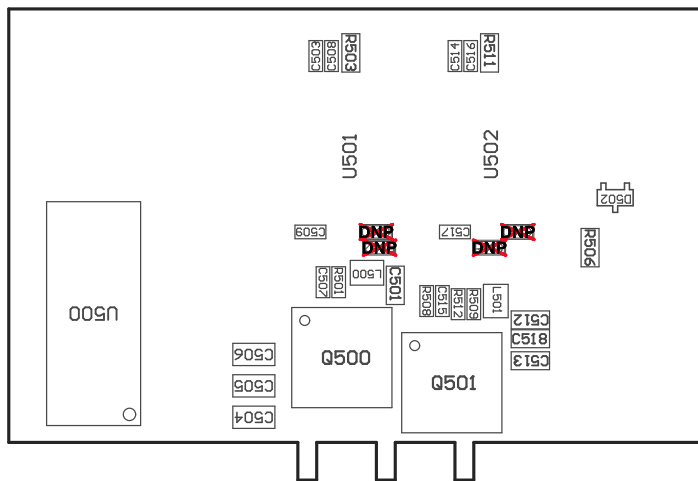 C503
C508
R503
C514
C516
R511
U501
U502
D502
C509
DNP
DNP
C517
DNP
DNP
R506
U500
C507
R501
L500
C501
R508
C515
R512
R509
L501
C512
C518
C513
Q500
Q501
C506
C505
C504